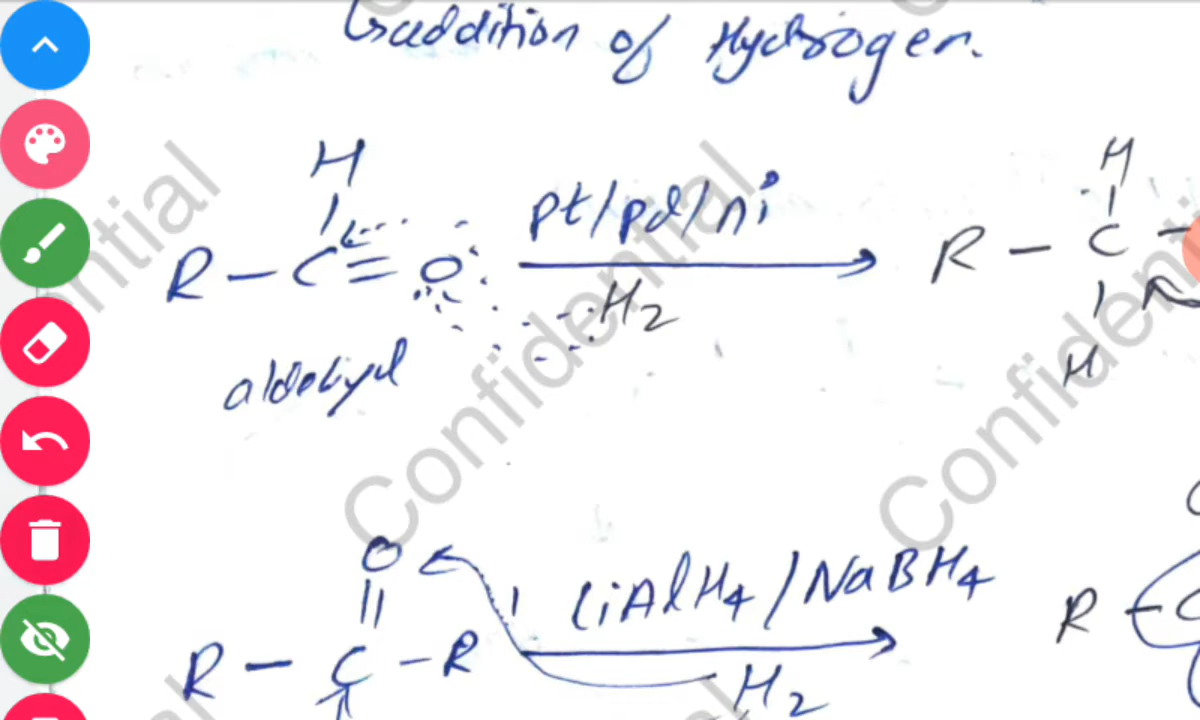 ↳addition of Hydrogen.
H H
R – C = O pt/pd/ni R – C –
H2
aldehyd H
O LiAlH4 / NaBH4
R – C – R' H2 R – C
Confidential
Confidential